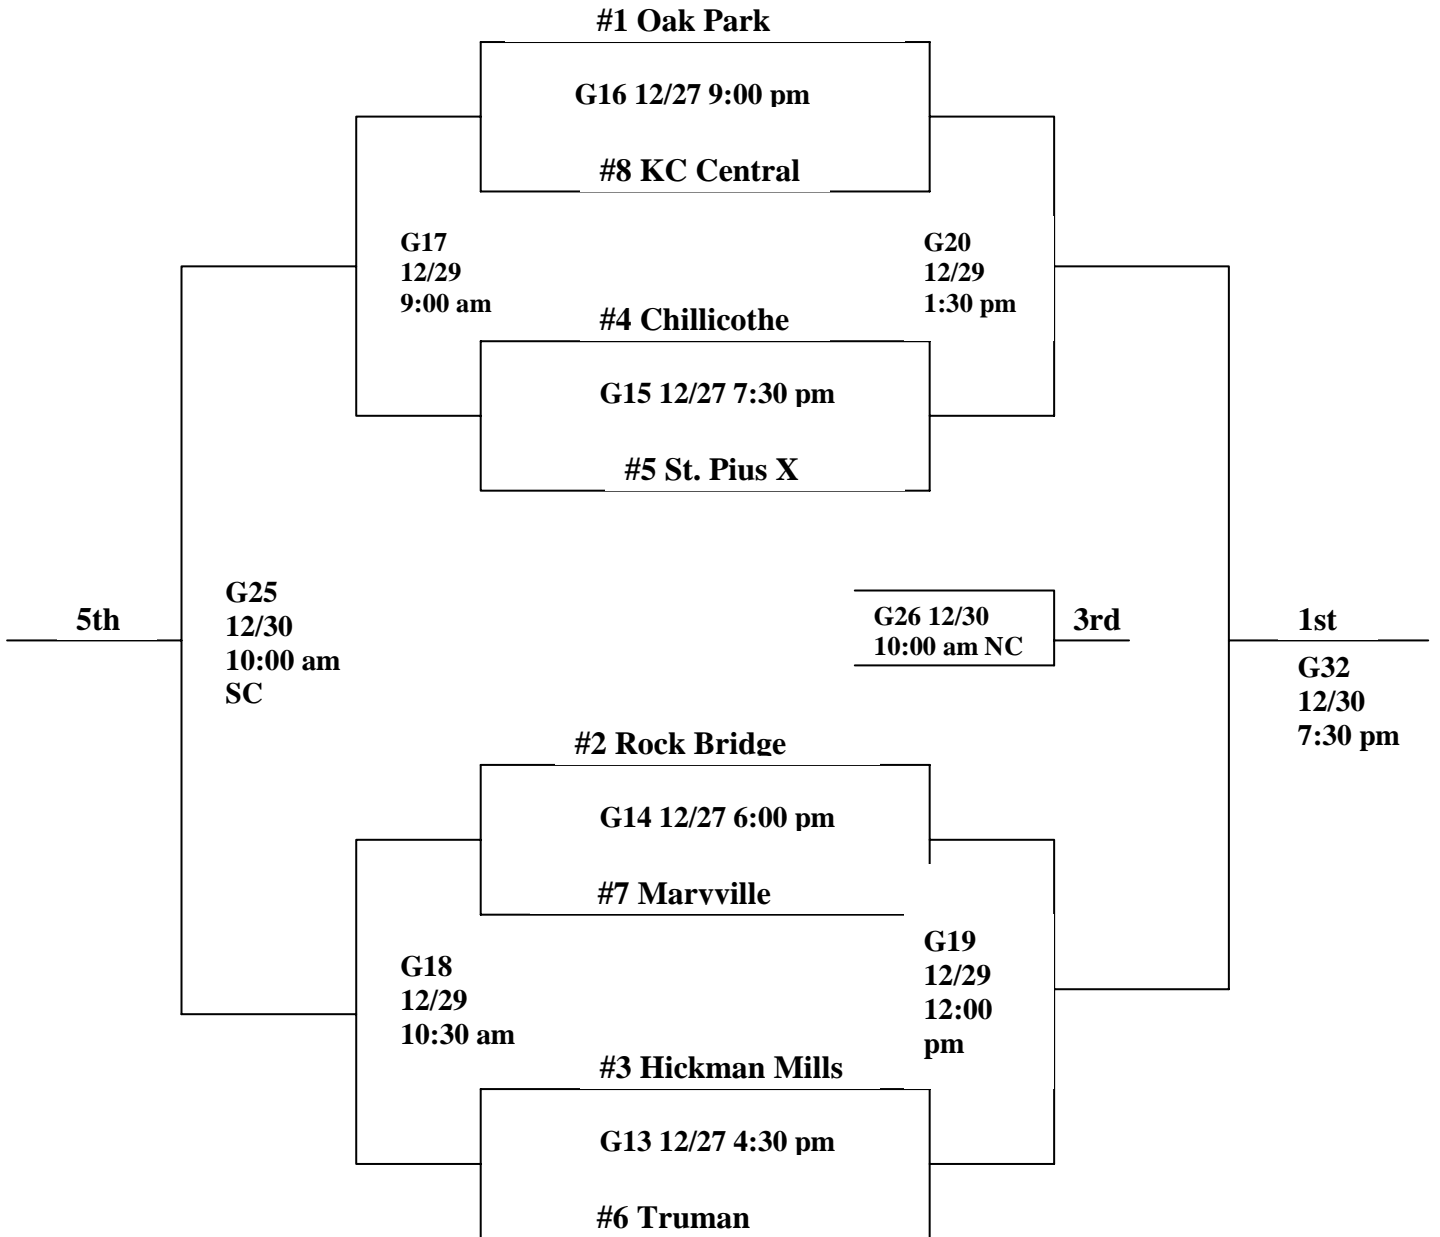 #1 Oak Park
G16 12/27 9:00 pm
#8 KC Central
G17
12/29
9:00 am
G20
12/29
1:30 pm
#4 Chillicothe
G15 12/27 7:30 pm
#5 St. Pius X
5th
G25
12/30
10:00 am
SC
G26 12/30
10:00 am NC
3rd
1st
G32
12/30
7:30 pm
#2 Rock Bridge
G14 12/27 6:00 pm
#7 Maryville
G18
12/29
10:30 am
G19
12/29
12:00
pm
#3 Hickman Mills
G13 12/27 4:30 pm
#6 Truman